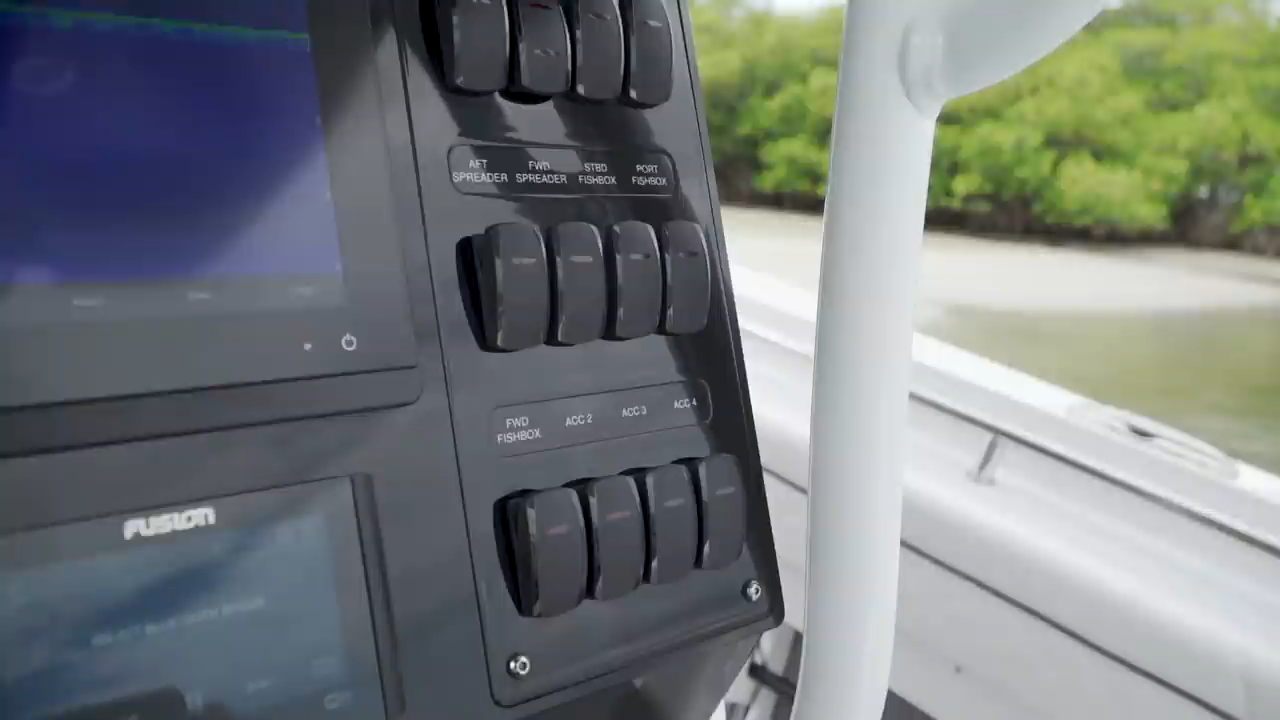 AFT
SPREADER
FWD
SPREADER
STBD
FISHBOX
PORT
FISHBOX
FWD
FISHBOX
ACC 2
ACC 3
ACC 4
FUSION